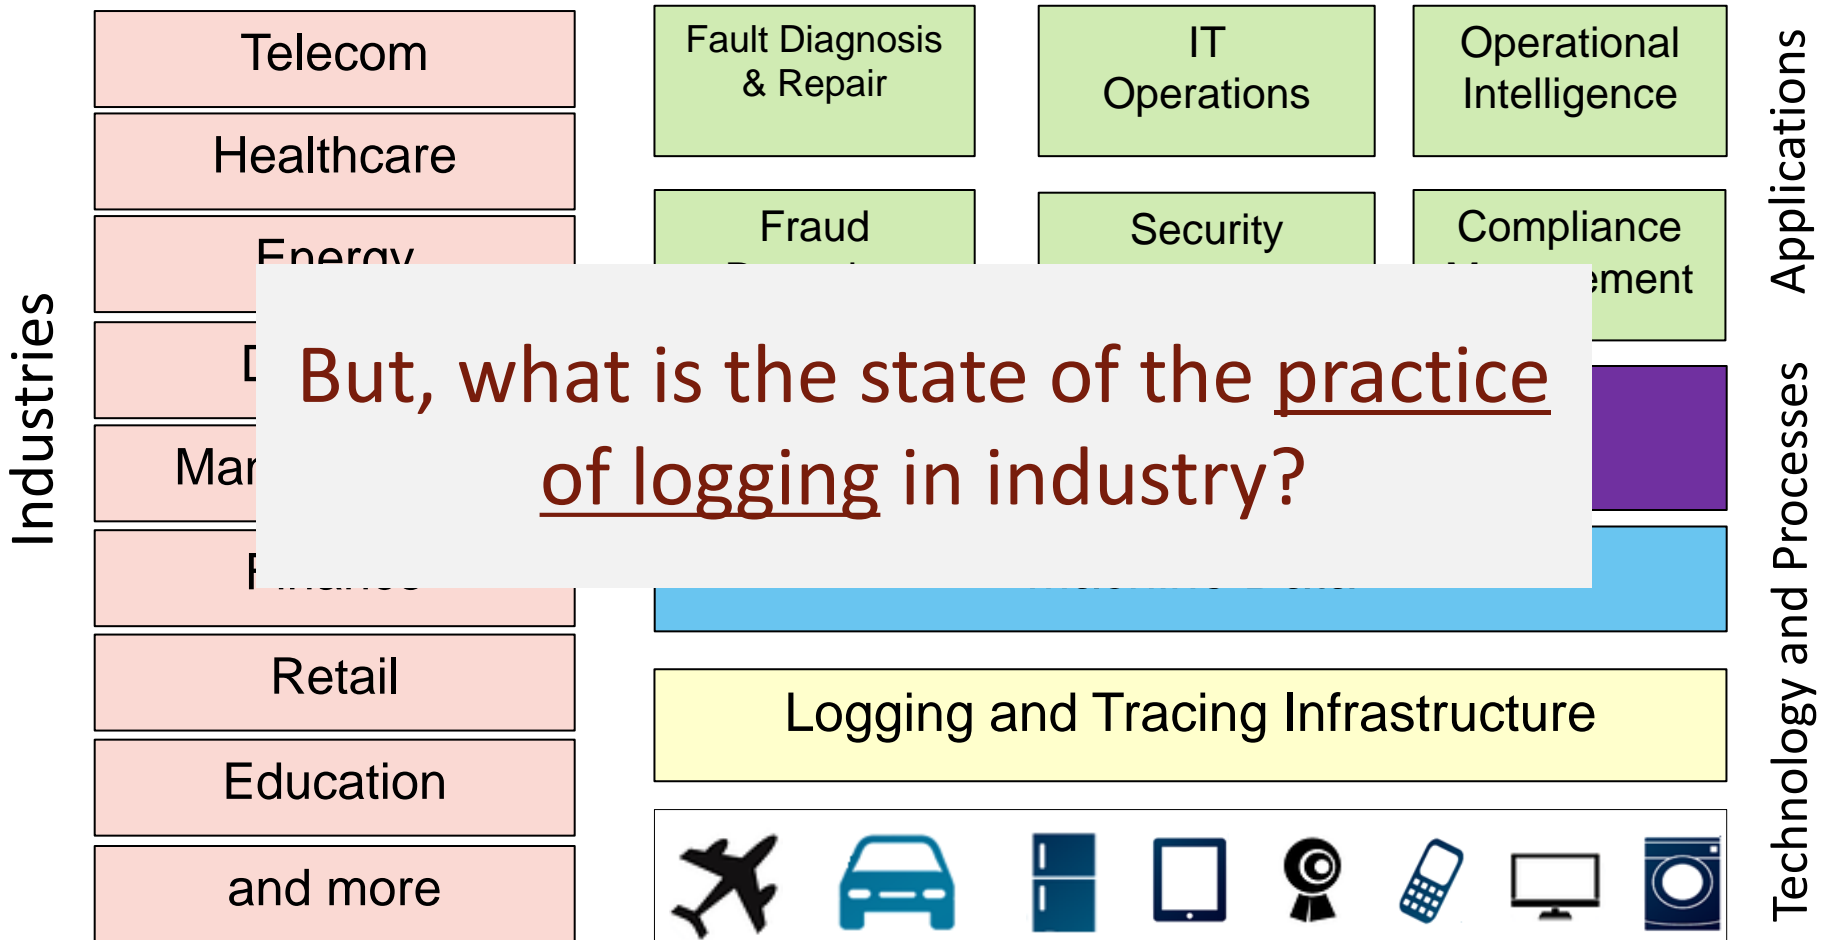 Industries
Telecom
Healthcare
Energy
Retail
Education
and more
Fault Diagnosis
& Repair
IT
Operations
Operational
Intelligence
Fraud
Security
Compliance
But, what is the state of the practice
of logging in industry?
Logging and Tracing Infrastructure
Applications
Technology and Processes